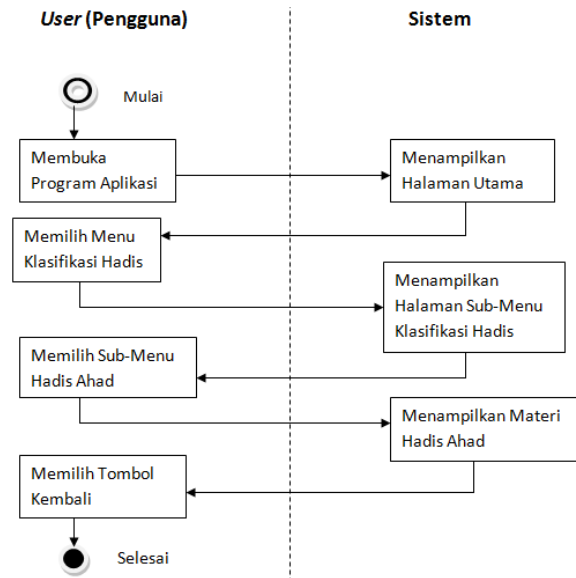 User (Pengguna)
Sistem
Mulai
Membuka
Program Aplikasi
Menampilkan
Halaman Utama
Memilih Menu
Klasifikasi Hadis
Menampilkan
Halaman Sub-Menu
Klasifikasi Hadis
Memilih Sub-Menu
Hadis Ahad
Menampilkan Materi
Hadis Ahad
Memilih Tombol
Kembali
Selesai